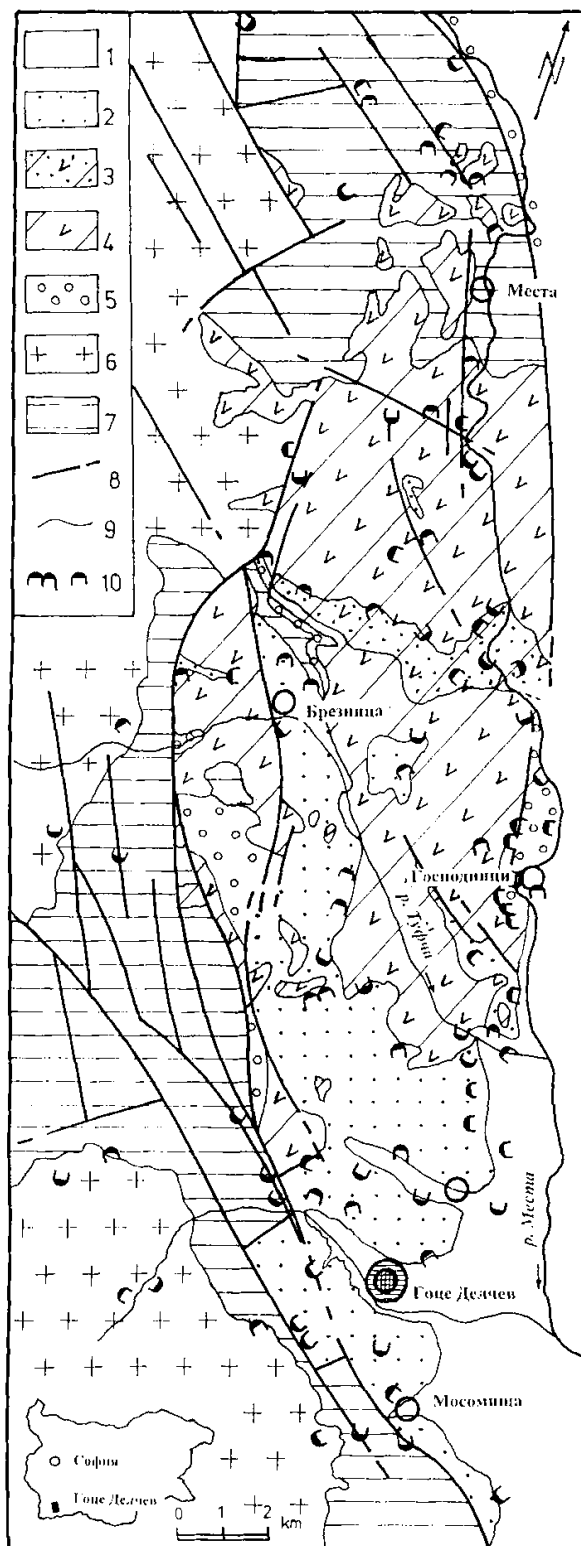 1
2
3
4
5
6
7
8
9
10
N
Места
Брезница
Господинци
р. Туфча
р. Места
Гоце Делчев
Мосомища
София
Гоце Делчев
0 1 2
km